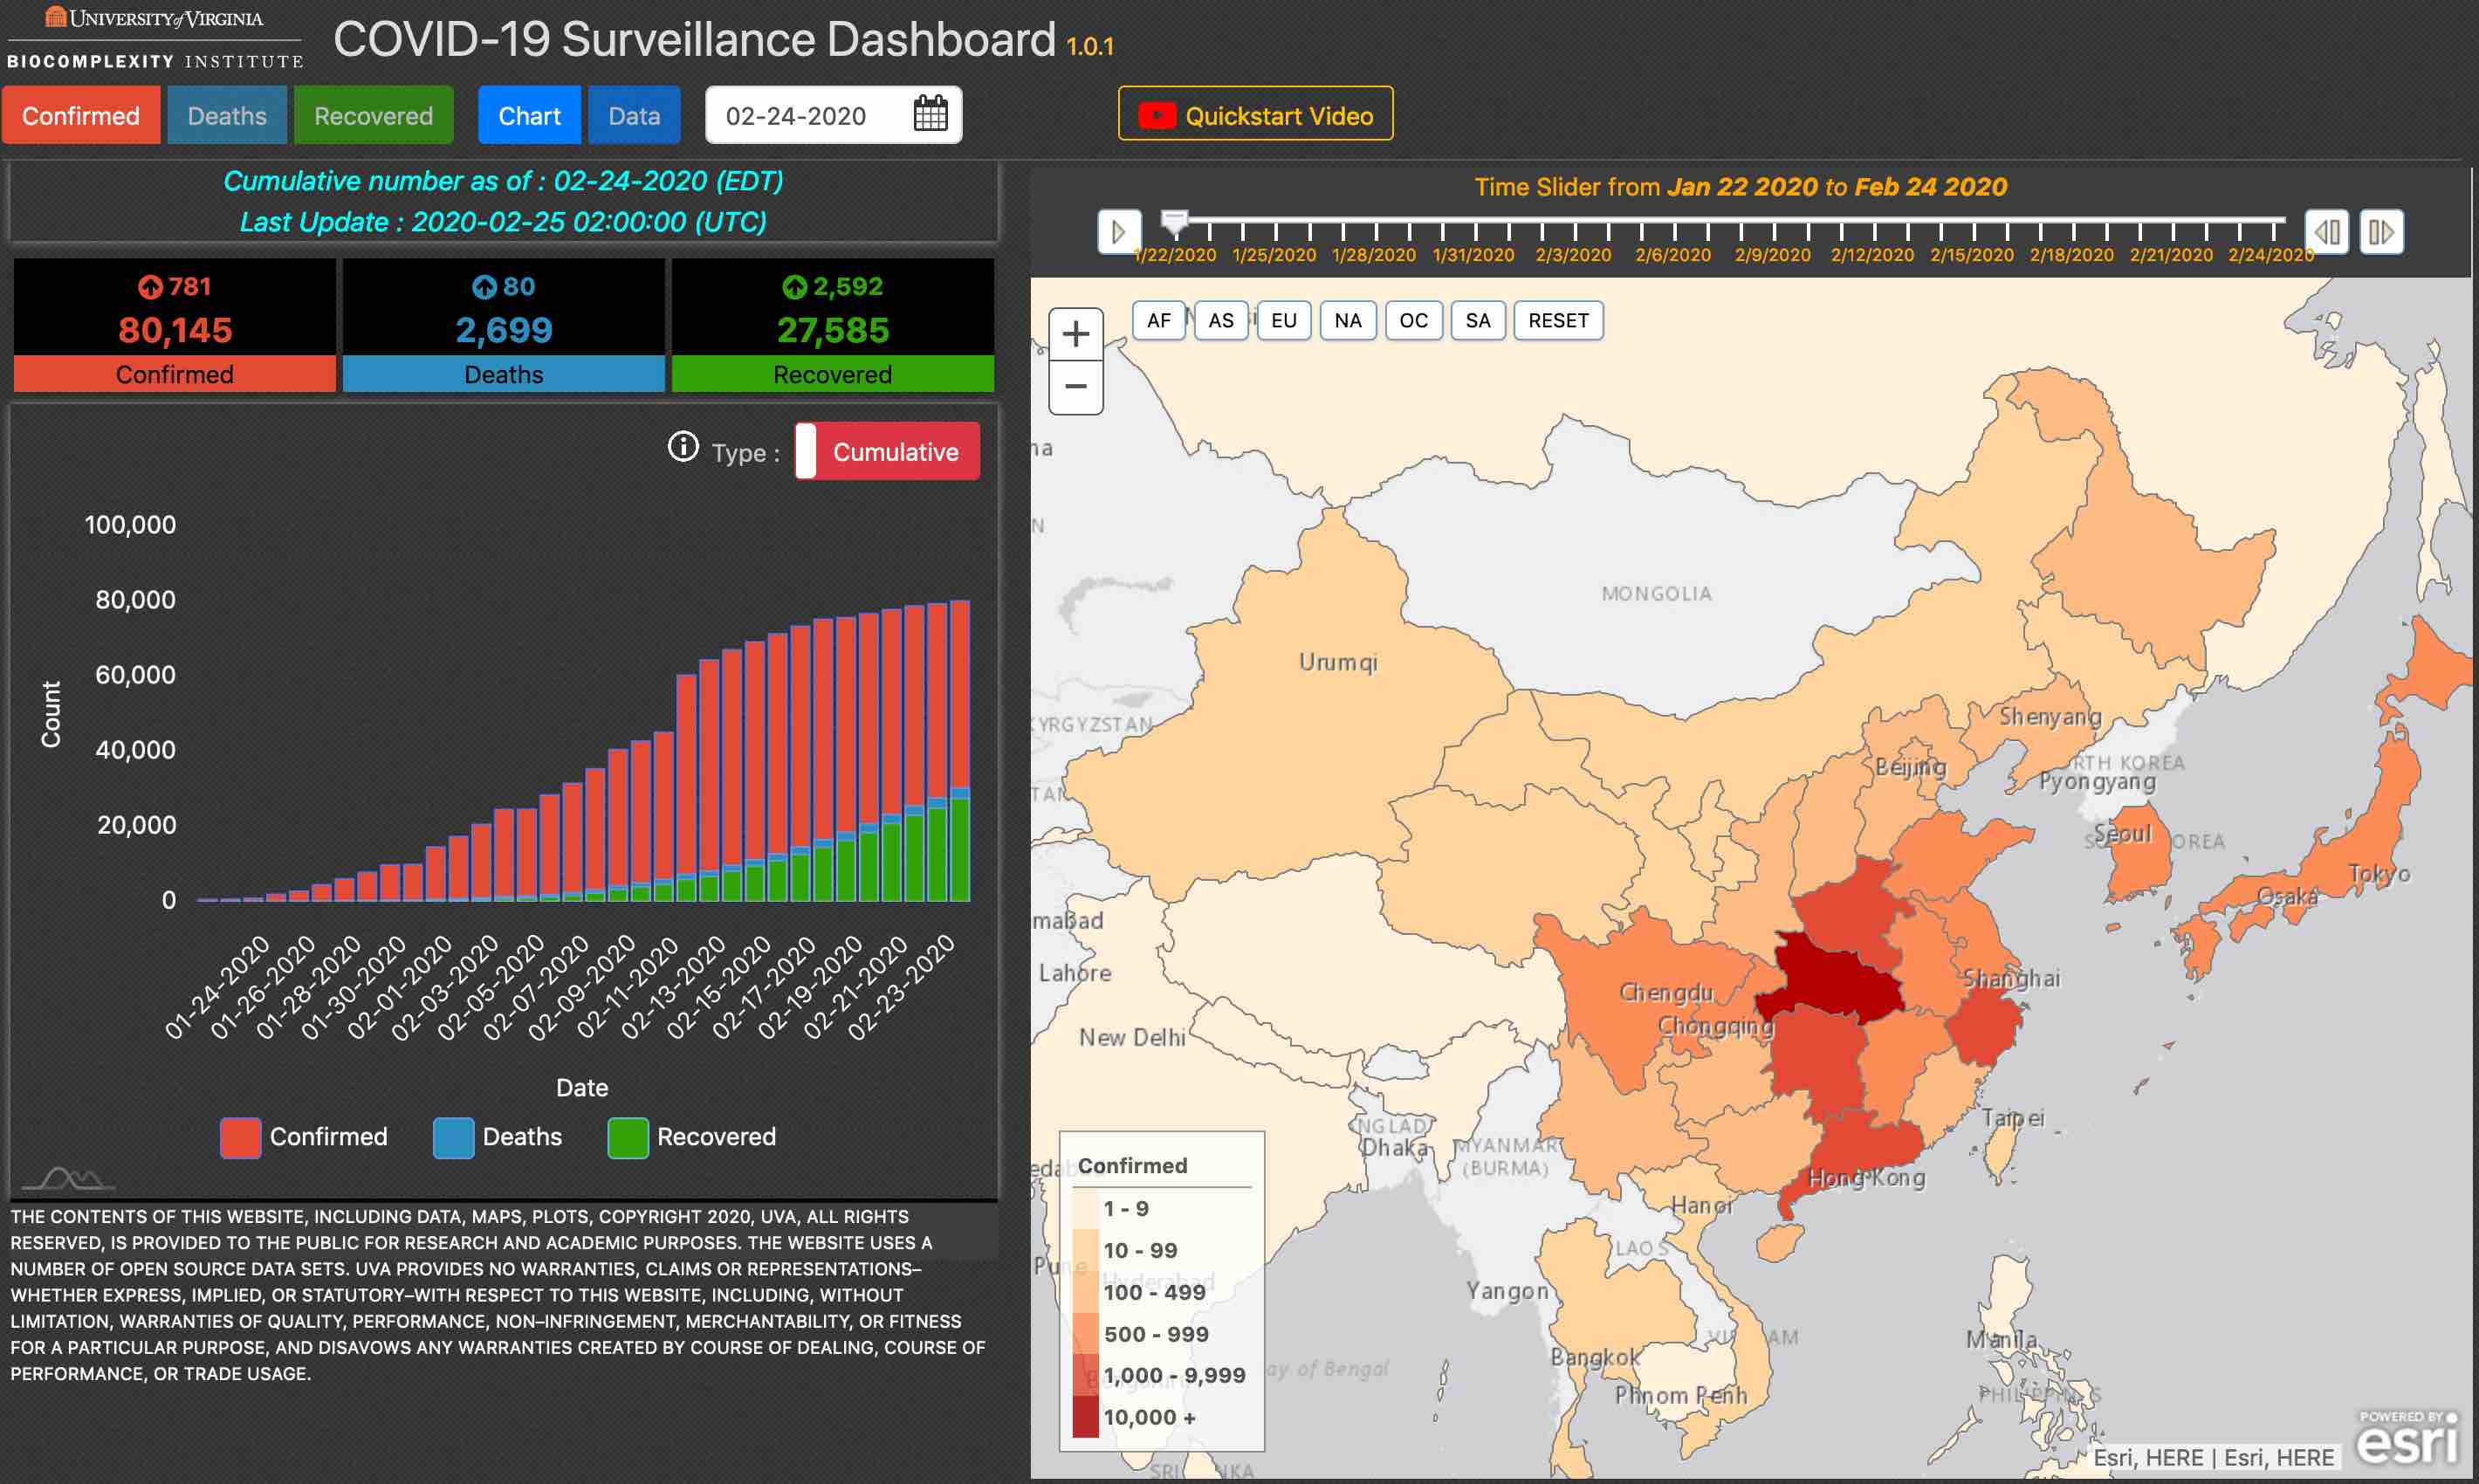 UNIVERSITY of VIRGINIA
BIOCOMPLEXITY INSTITUTE
COVID-19 Surveillance Dashboard 1.0.1
Confirmed
Deaths
Recovered
Chart
Data
02-24-2020
Quickstart Video
Cumulative number as of : 02-24-2020 (EDT)
Last Update : 2020-02-25 02:00:00 (UTC)
781
80,145
Confirmed
80
2,699
Deaths
2,592
27,585
Recovered
Type :
Cumulative
100,000
80,000
60,000
40,000
20,000
0
Count
01-24-2020
01-26-2020
01-28-2020
01-30-2020
02-01-2020
02-03-2020
02-05-2020
02-07-2020
02-09-2020
02-11-2020
02-13-2020
02-15-2020
02-17-2020
02-19-2020
02-21-2020
02-23-2020
Date
Confirmed
Deaths
Recovered
THE CONTENTS OF THIS WEBSITE, INCLUDING DATA, MAPS, PLOTS, COPYRIGHT 2020, UVA, ALL RIGHTS
RESERVED, IS PROVIDED TO THE PUBLIC FOR RESEARCH AND ACADEMIC PURPOSES. THE WEBSITE USES A
NUMBER OF OPEN SOURCE DATA SETS. UVA PROVIDES NO WARRANTIES, CLAIMS OR REPRESENTATIONS–
WHETHER EXPRESS, IMPLIED, OR STATUTORY–WITH RESPECT TO THIS WEBSITE, INCLUDING, WITHOUT
LIMITATION, WARRANTIES OF QUALITY, PERFORMANCE, NON–INFRINGEMENT, MERCHANTABILITY, OR FITNESS
FOR A PARTICULAR PURPOSE, AND DISAVOWS ANY WARRANTIES CREATED BY COURSE OF DEALING, COURSE OF
PERFORMANCE, OR TRADE USAGE.
Time Slider from Jan 22 2020 to Feb 24 2020
1/22/2020
1/25/2020
1/28/2020
1/31/2020
2/3/2020
2/6/2020
2/9/2020
2/12/2020
2/15/2020
2/18/2020
2/21/2020
2/24/2020
+
−
AF
AS
EU
NA
OC
SA
RESET
MONGOLIA
Urumqi
KYRGYZSTAN
Shenyang
Beijing
RTH KOREA
Pyongyang
Seoul
OREA
Tokyo
Osaka
mabad
Lahore
Shanghai
Chengdu
Chongqing
New Delhi
Taipei
NGLAD
Dhaka
MYANMAR
(BURMA)
Hong Kong
Hanoi
LAOS
Hyderabad
Yangon
Manila
Bangkok
ay of Bengal
Phnom Penh
Confirmed
1 - 9
10 - 99
100 - 499
500 - 999
1,000 - 9,999
10,000 +
POWERED BY
esri
Esri, HERE | Esri, HERE